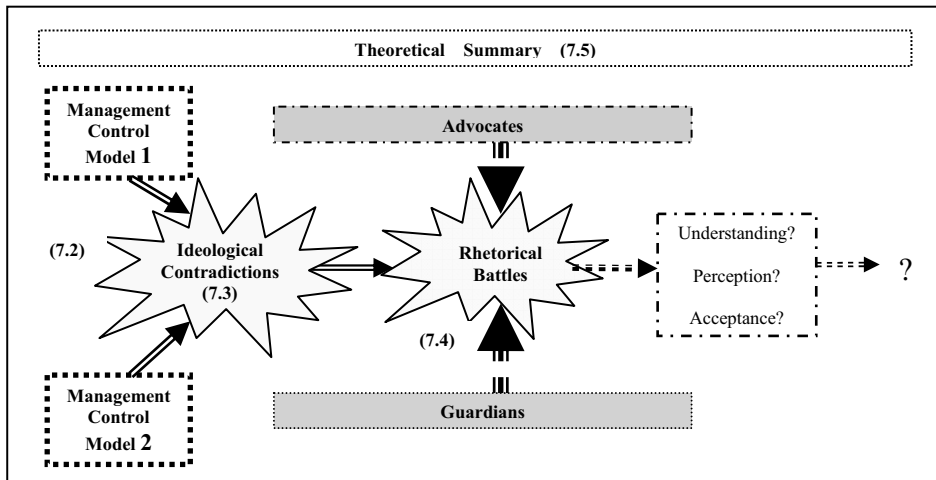 Theoretical Summary (7.5)
Management
Control
Model 1
Advocates
(7.2)
Ideological
Contradictions
(7.3)
Rhetorical
Battles
Understanding?
Perception?
Acceptance?
?
(7.4)
Management
Control
Model 2
Guardians